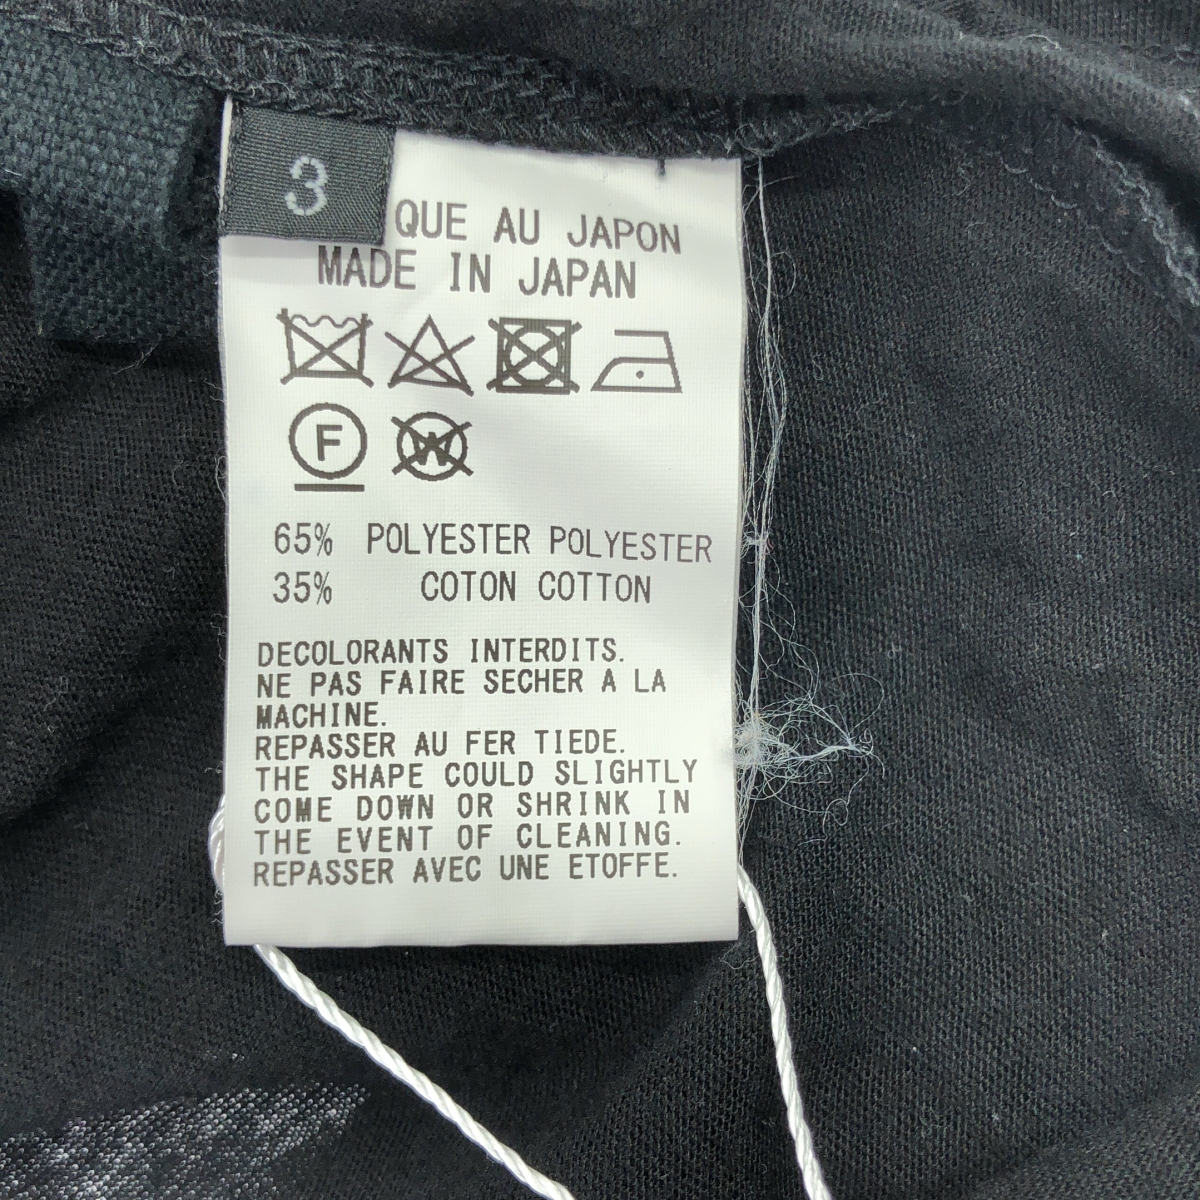 3
QUE AU JAPON
MADE IN JAPAN
F W
65% POLYESTER POLYESTER
35% COTON COTTON
DECOLORANTS INTERDITS.
NE PAS FAIRE SECHER A LA
MACHINE.
REPASSER AU FER TIEDE.
THE SHAPE COULD SLIGHTLY
COME DOWN OR SHRINK IN
THE EVENT OF CLEANING.
REPASSER AVEC UNE ETOFFE.